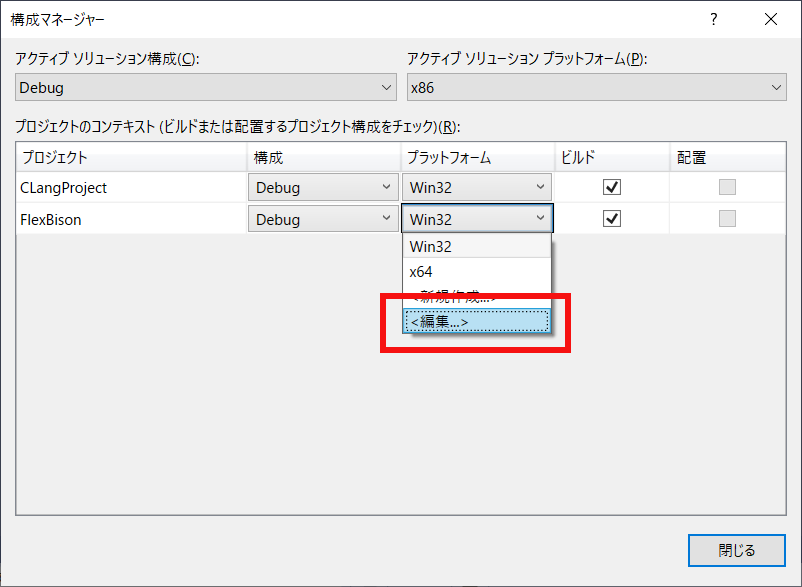 構成マネージャー
アクティブ ソリューション構成(C): アクティブ ソリューション プラットフォーム(P):
Debug x86
プロジェクトのコンテキスト (ビルドまたは配置するプロジェクト構成をチェック)(R):
プロジェクト 構成 プラットフォーム ビルド 配置
CLangProject Debug Win32
FlexBison Debug Win32
Win32
x64
<新規作成...>
<編集...>
閉じる